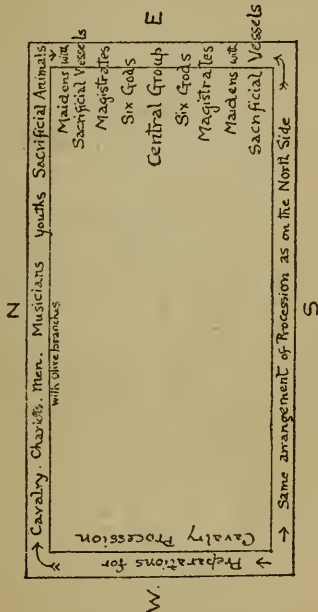 N
E
S
W.
Cavalry. Chariots. Men. Musicians Youths Sacrificial Animals
with Olive branches
Maidens with
Sacrificial Vessels
Magistrates
Six Gods
Central Group
Six Gods
Magistrates
Maidens with
Sacrificial Vessels
Same arrangement of Procession as on the North Side
Preparations for
Cavalry Procession